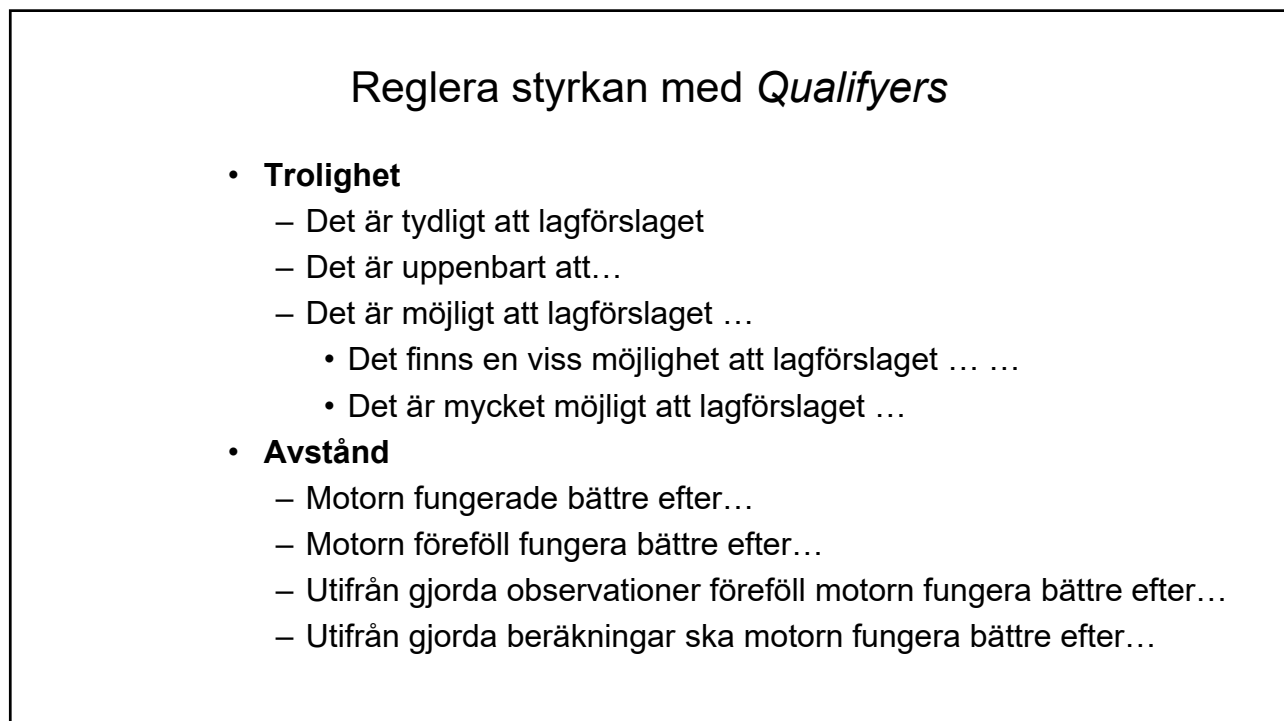 Reglera styrkan med Qualifyers
• Trolighet
– Det är tydligt att lagförslaget
– Det är uppenbart att…
– Det är möjligt att lagförslaget …
• Det finns en viss möjlighet att lagförslaget … …
• Det är mycket möjligt att lagförslaget …
• Avstånd
– Motorn fungerade bättre efter…
– Motorn föreföll fungera bättre efter…
– Utifrån gjorda observationer föreföll motorn fungera bättre efter…
– Utifrån gjorda beräkningar ska motorn fungera bättre efter…